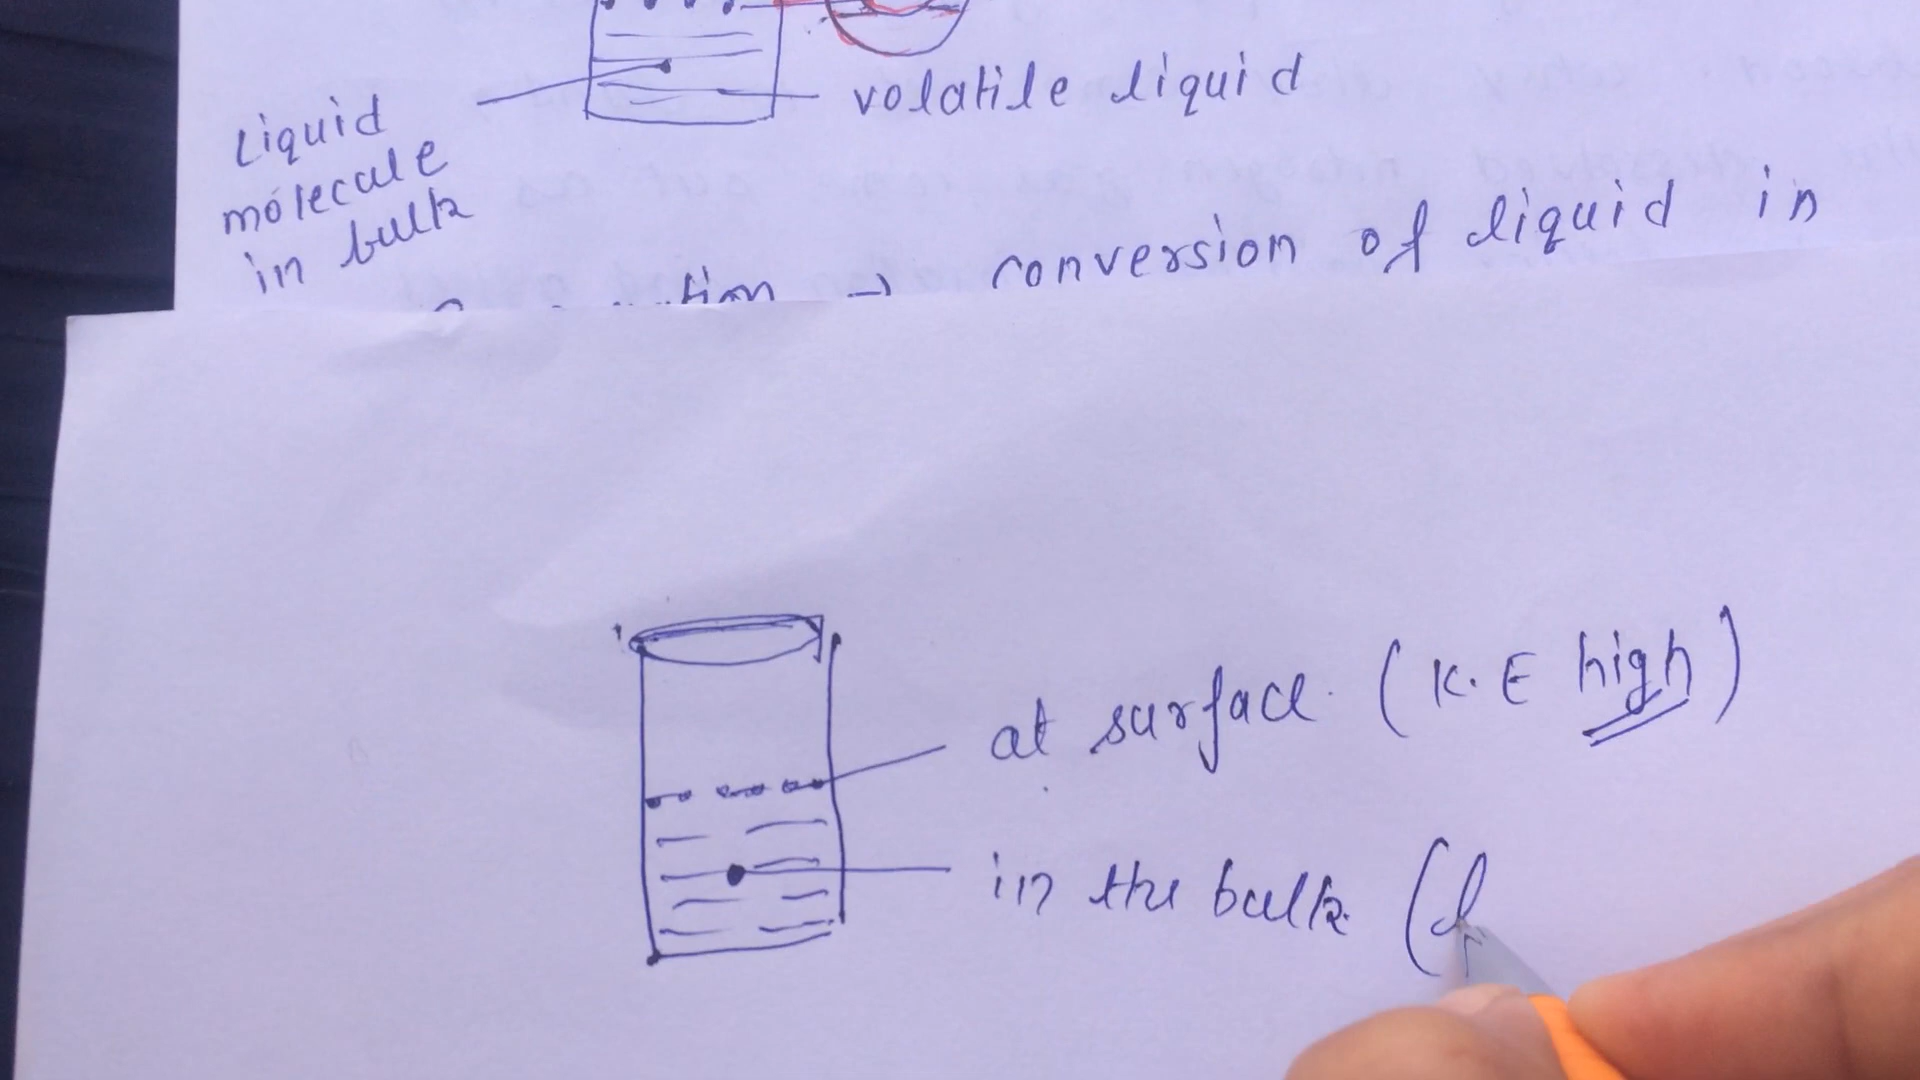 volatile liquid
Liquid
molecule
in bulk
conversion of liquid in
at surface. (K.E high)
in the bulk (